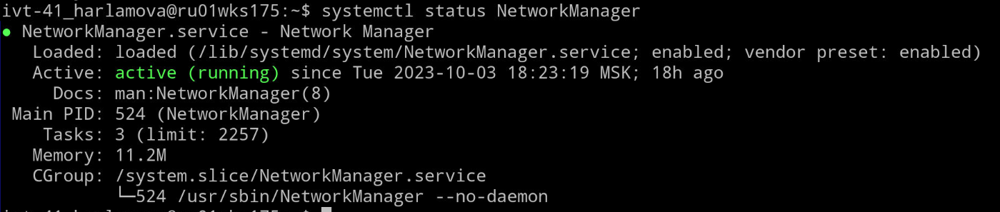 ivt-41_harlamova@ru01wks175:~$ systemctl status NetworkManager
● NetworkManager.service - Network Manager
   Loaded: loaded (/lib/systemd/system/NetworkManager.service; enabled; vendor preset: enabled)
   Active: active (running) since Tue 2023-10-03 18:23:19 MSK; 18h ago
     Docs: man:NetworkManager(8)
 Main PID: 524 (NetworkManager)
    Tasks: 3 (limit: 2257)
   Memory: 11.2M
   CGroup: /system.slice/NetworkManager.service
           └─524 /usr/sbin/NetworkManager --no-daemon